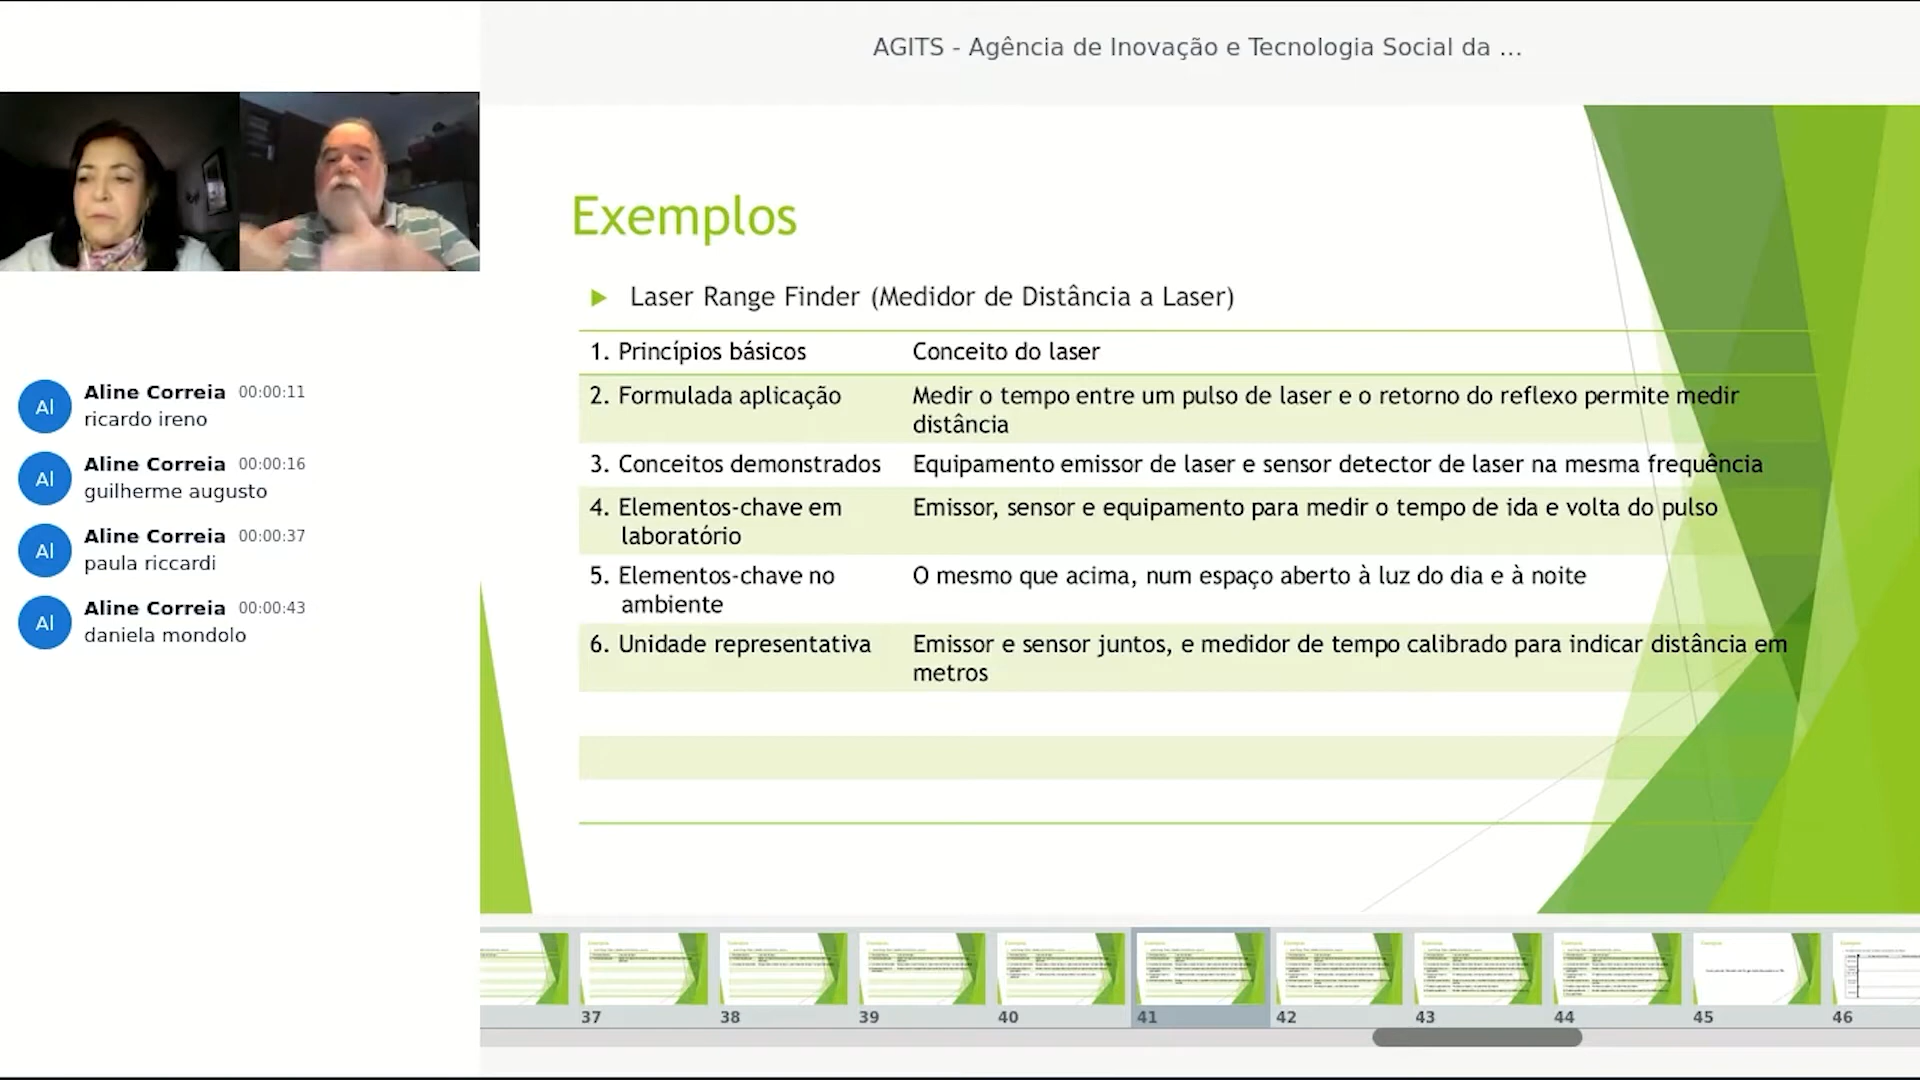 AGITS - Agência de Inovação e Tecnologia Social da ...
Al
Aline Correia 00:00:11
ricardo ireno
Al
Aline Correia 00:00:16
guilherme augusto
Al
Aline Correia 00:00:37
paula riccardi
Al
Aline Correia 00:00:43
daniela mondolo
Exemplos
Laser Range Finder (Medidor de Distância a Laser)
1. Princípios básicos Conceito do laser
2. Formulada aplicação Medir o tempo entre um pulso de laser e o retorno do reflexo permite medir
distância
3. Conceitos demonstrados Equipamento emissor de laser e sensor detector de laser na mesma frequência
4. Elementos-chave em Emissor, sensor e equipamento para medir o tempo de ida e volta do pulso
laboratório
5. Elementos-chave no O mesmo que acima, num espaço aberto à luz do dia e à noite
ambiente
6. Unidade representativa Emissor e sensor juntos, e medidor de tempo calibrado para indicar distância em
metros
37 38 39 40 41 42 43 44 45 46